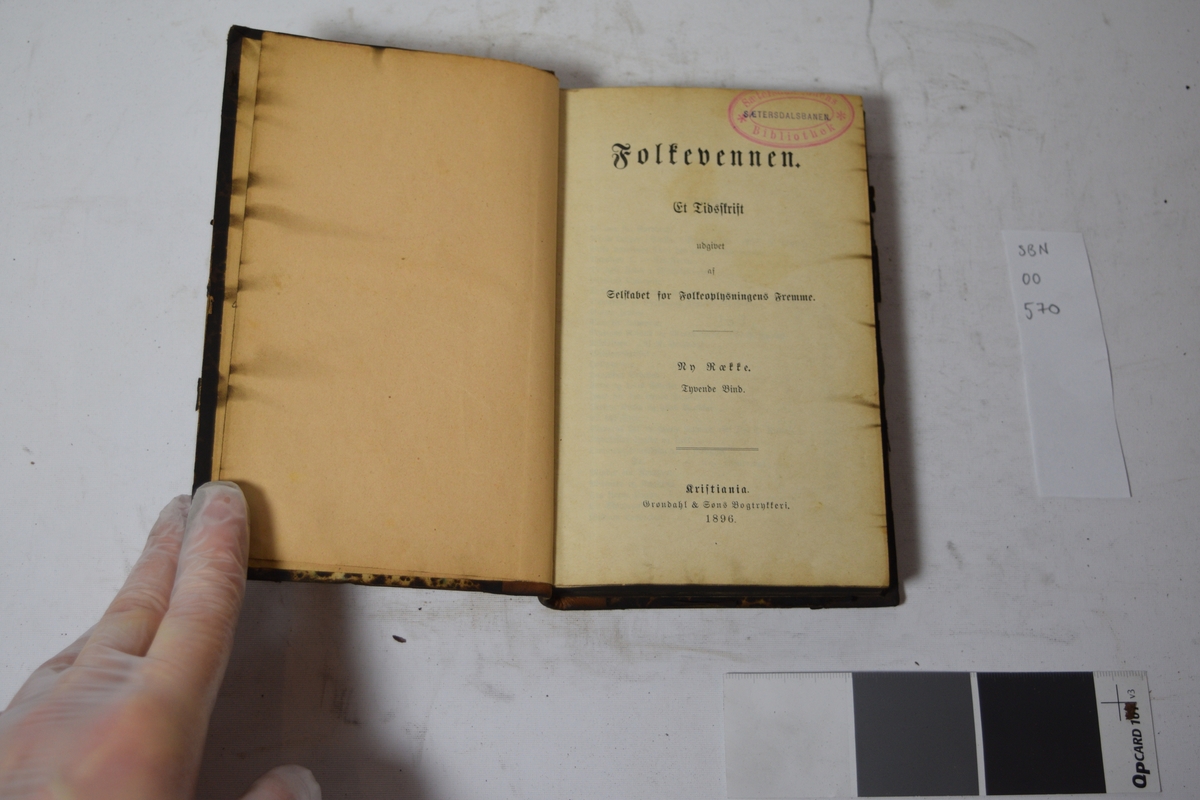 SÆTERSDALSBANEN.
Bibliothek
Folkevennen.
Et Tidsskrift
udgivet
af
Selskabet for Folkeoplysningens Fremme.
Ny Række.
Tyvende Bind.
Kristiania.
Grøndahl & Søns Bogtrykkeri.
1896.
SBN
00
570
QPCARD
v3